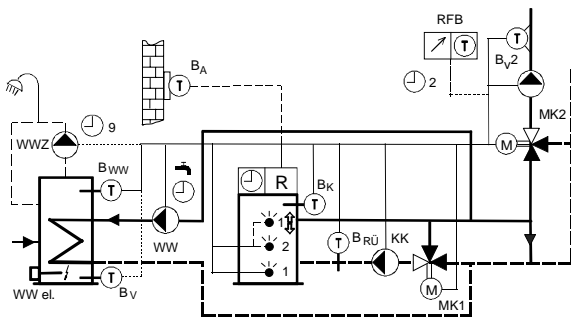 RFB
T
T
B_V2
2
MK2
M
B_A
T
9
WWZ
B_WW
T
R
B_K
T
1
2
1
WW
T
B_RÜ
KK
M
MK1
T
B_V
WW el.